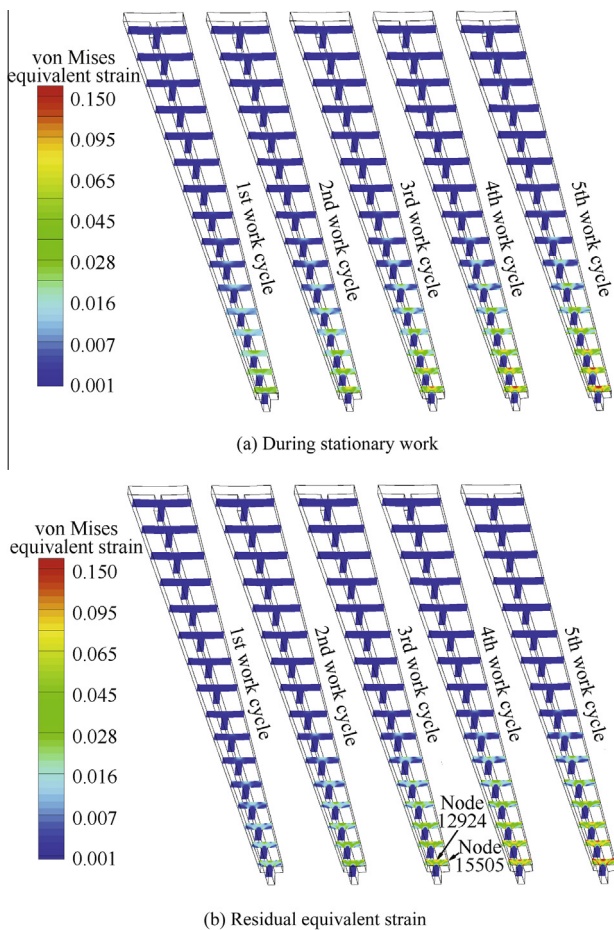 von Mises
equivalent strain
0.150
0.095
0.065
0.045
0.028
0.016
0.007
0.001
1st work cycle
2nd work cycle
3rd work cycle
4th work cycle
5th work cycle
(a) During stationary work
von Mises
equivalent strain
0.150
0.095
0.065
0.045
0.028
0.016
0.007
0.001
1st work cycle
2nd work cycle
3rd work cycle
4th work cycle
5th work cycle
Node
12924
Node
15505
(b) Residual equivalent strain